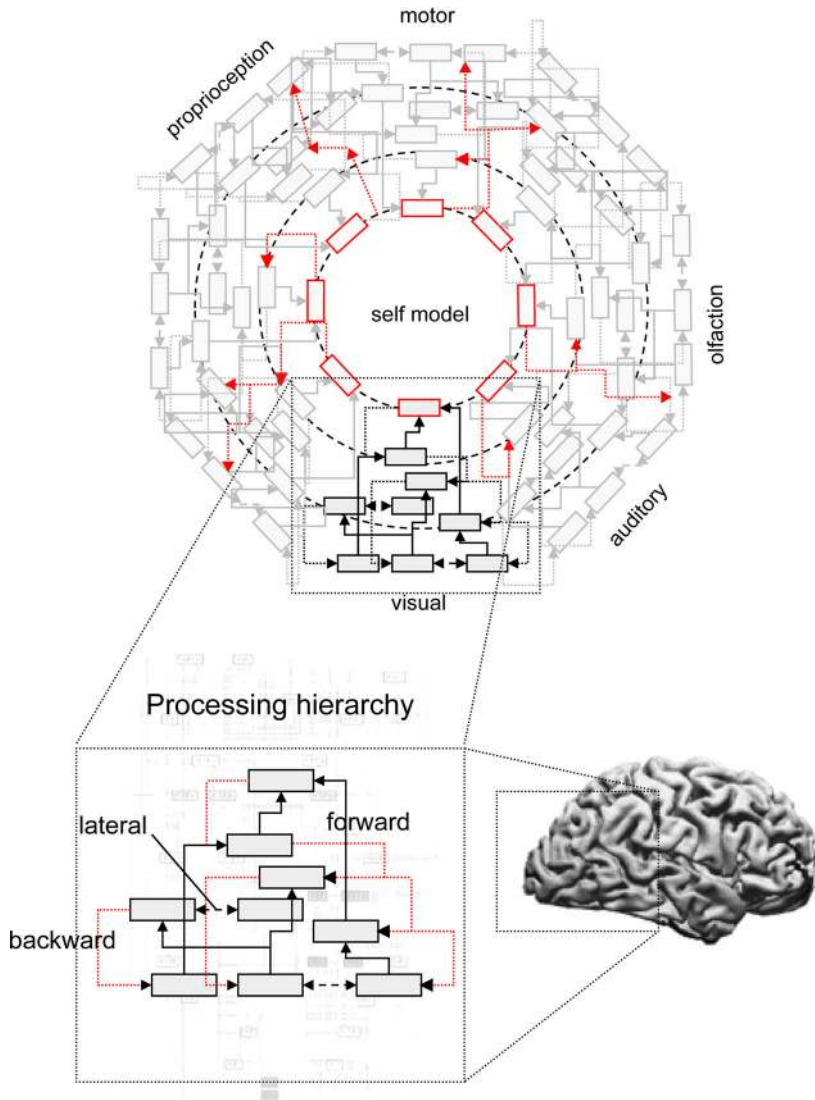 motor
proprioception
self model
olfaction
auditory
visual
Processing hierarchy
lateral
forward
backward